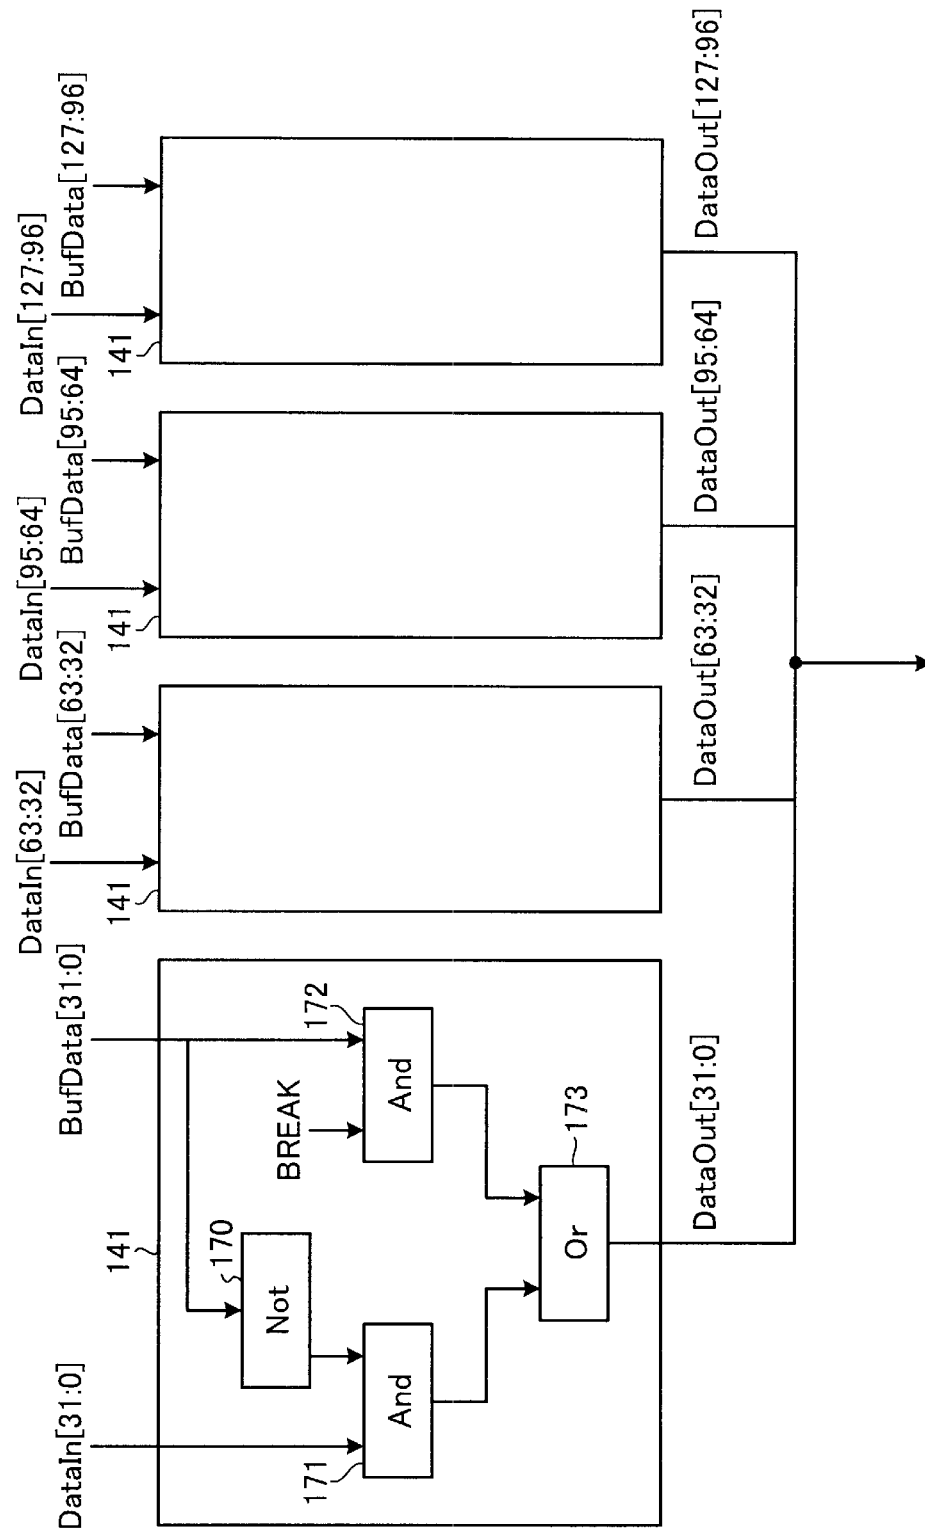 DataIn[31:0]
BufData[31:0]
DataIn[63:32]
BufData[63:32]
DataIn[95:64]
BufData[95:64]
DataIn[127:96]
BufData[127:96]
141
141
141
141
Not
170
BREAK
172
And
171
And
Or
173
DataOut[31:0]
DataOut[63:32]
DataOut[95:64]
DataOut[127:96]